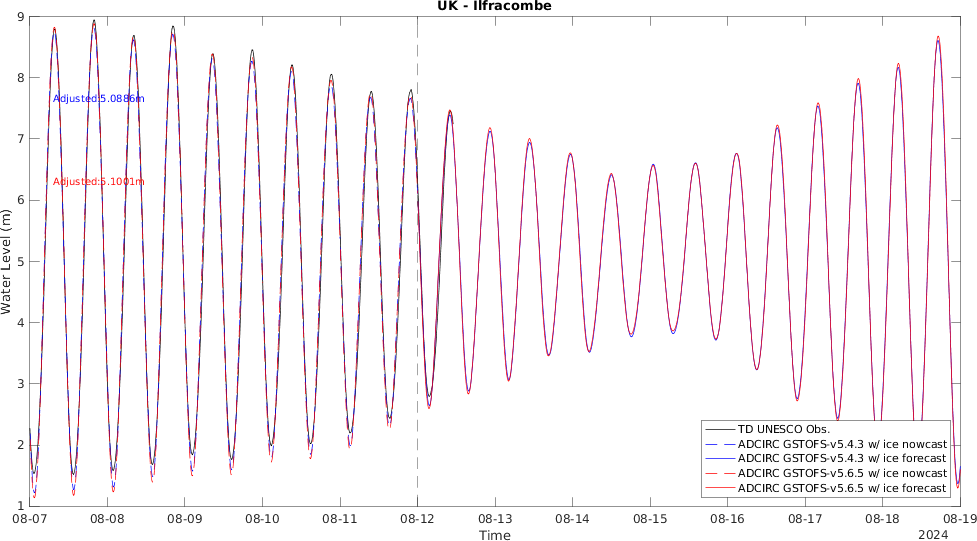 UK - Ilfracombe
9
8
7
6
5
4
3
2
1
Water Level (m)
Adjusted:5.0886m
Adjusted:5.1001m
TD UNESCO Obs.
ADCIRC GSTOFS-v5.4.3 w/ ice nowcast
ADCIRC GSTOFS-v5.4.3 w/ ice forecast
ADCIRC GSTOFS-v5.6.5 w/ ice nowcast
ADCIRC GSTOFS-v5.6.5 w/ ice forecast
08-07 08-08 08-09 08-10 08-11 08-12 08-13 08-14 08-15 08-16 08-17 08-18 08-19
Time
2024